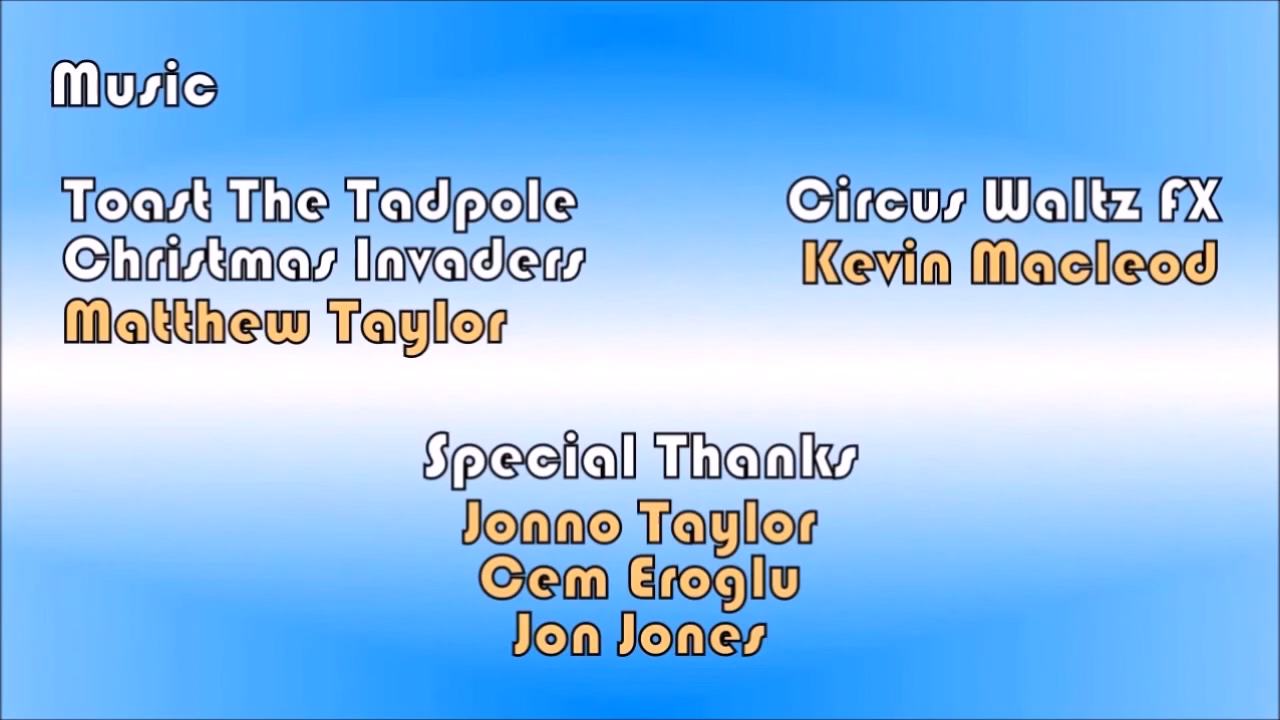 Music
Toast The Tadpole
Christmas Invaders
Matthew Taylor
Circus Waltz FX
Kevin Macleod
Special Thanks
Jonno Taylor
Cem Eroglu
Jon Jones